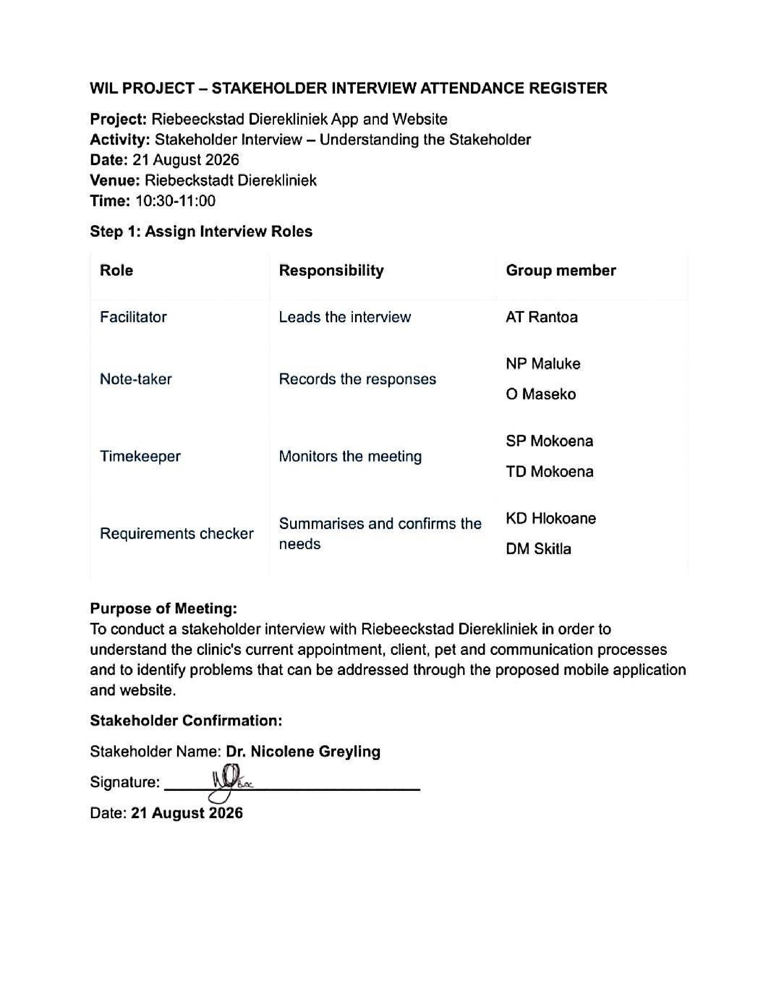 WIL PROJECT – STAKEHOLDER INTERVIEW ATTENDANCE REGISTER
Project: Riebeeckstad Dierekliniek App and Website
Activity: Stakeholder Interview – Understanding the Stakeholder
Date: 21 August 2026
Venue: Riebeckstadt Dierekliniek
Time: 10:30-11:00
Step 1: Assign Interview Roles
Role Responsibility Group member
Facilitator Leads the interview AT Rantoa
Note-taker Records the responses NP Maluke
O Maseko
Timekeeper Monitors the meeting SP Mokoena
TD Mokoena
Requirements checker Summarises and confirms the needs KD Hlokoane
DM Skitla
Purpose of Meeting:
To conduct a stakeholder interview with Riebeeckstad Dierekliniek in order to
understand the clinic's current appointment, client, pet and communication processes
and to identify problems that can be addressed through the proposed mobile application
and website.
Stakeholder Confirmation:
Stakeholder Name: Dr. Nicolene Greyling
Signature:
Date: 21 August 2026